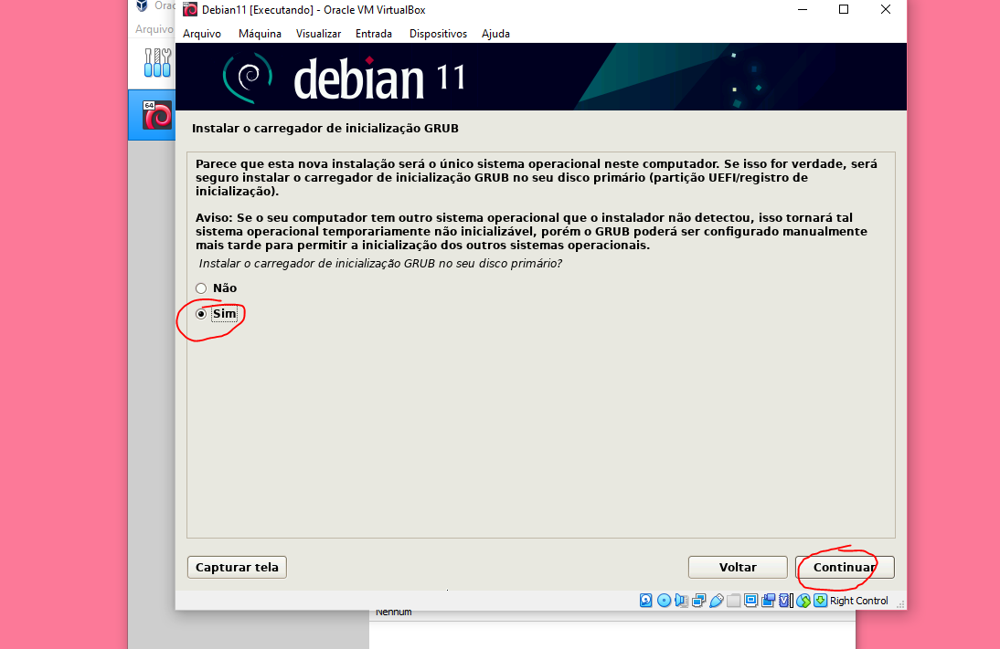 Orac
Debian11 [Executando] - Oracle VM VirtualBox
Arquivo
Arquivo Máquina Visualizar Entrada Dispositivos Ajuda
64
debian 11
Instalar o carregador de inicialização GRUB
Parece que esta nova instalação será o único sistema operacional neste computador. Se isso for verdade, será
seguro instalar o carregador de inicialização GRUB no seu disco primário (partição UEFI/registro de
inicialização).
Aviso: Se o seu computador tem outro sistema operacional que o instalador não detectou, isso tornará tal
sistema operacional temporariamente não inicializável, porém o GRUB poderá ser configurado manualmente
mais tarde para permitir a inicialização dos outros sistemas operacionais.
Instalar o carregador de inicialização GRUB no seu disco primário?
Não
Sim
Capturar tela
Voltar
Continuar
Right Control
Nenhum